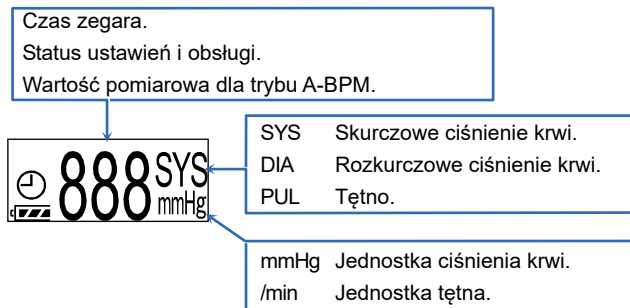 Czas zegara.
Status ustawień i obsługi.
Wartość pomiarowa dla trybu A-BPM.
SYS Skurczowe ciśnienie krwi.
DIA Rozkurczowe ciśnienie krwi.
PUL Tętno.
888 SYS
mmHg
mmHg Jednostka ciśnienia krwi.
/min Jednostka tętna.